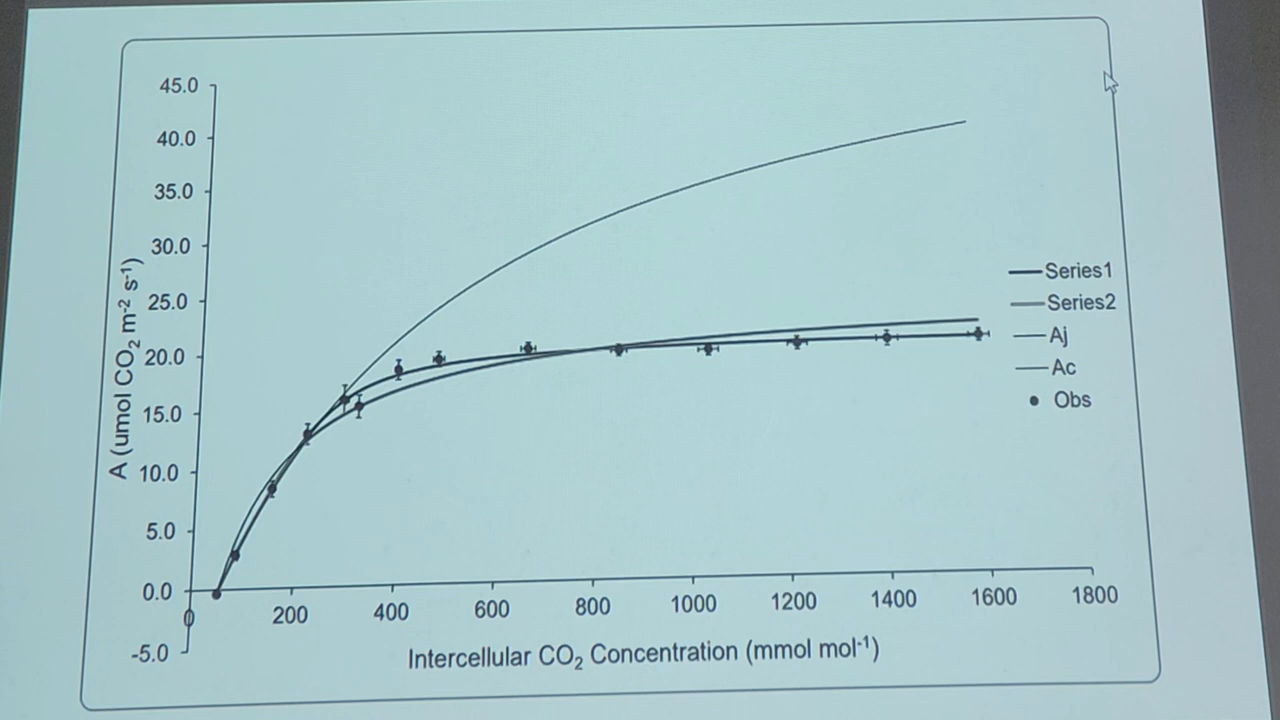 45.0
40.0
35.0
30.0
25.0
20.0
15.0
10.0
5.0
0.0
-5.0
A (umol CO₂ m⁻² s⁻¹)
0 200 400 600 800 1000 1200 1400 1600 1800
Intercellular CO₂ Concentration (mmol mol⁻¹)
Series1
Series2
Aj
Ac
Obs